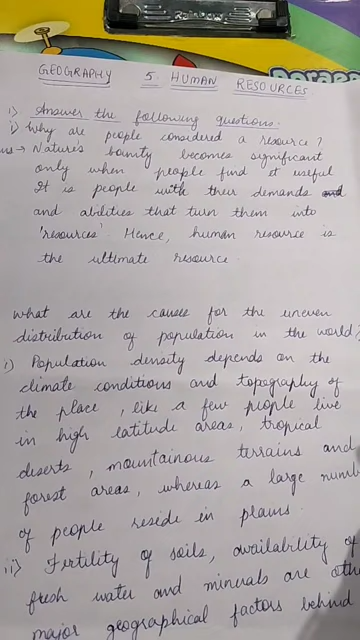 GEOGRAPHY 5 HUMAN RESOURCES
i) Answer the following questions.
i) Why are people considered a resource?
→ Nature's bounty becomes significant
only when people find it useful
It is people with their demands
and abilities that turn them into
'resources'. Hence, human resource is
the ultimate resource.
What are the causes for the uneven
distribution of population in the world?
i) Population density depends on the
climate conditions and topography of
the place, like a few people live
in high latitude areas, tropical
deserts, mountainous terrains and
forest areas, whereas a large numb
of people reside in plains.
ii) Fertility of soils, availability of
fresh water and minerals are othe
major geographical factors behind